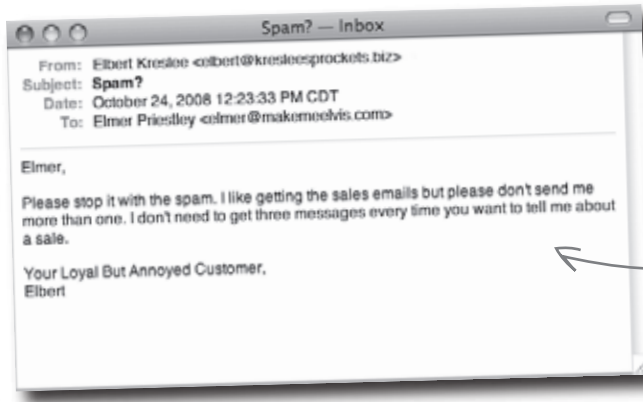 Spam? — Inbox
From: Elbert Kreslee <elbert@kresleesprockets.biz>
Subject: Spam?
Date: October 24, 2008 12:23:33 PM CDT
To: Elmer Priestley <elmer@makemeelvis.com>
Elmer,
Please stop it with the spam. I like getting the sales emails but please don't send me
more than one. I don't need to get three messages every time you want to tell me about
a sale.
Your Loyal But Annoyed Customer,
Elbert